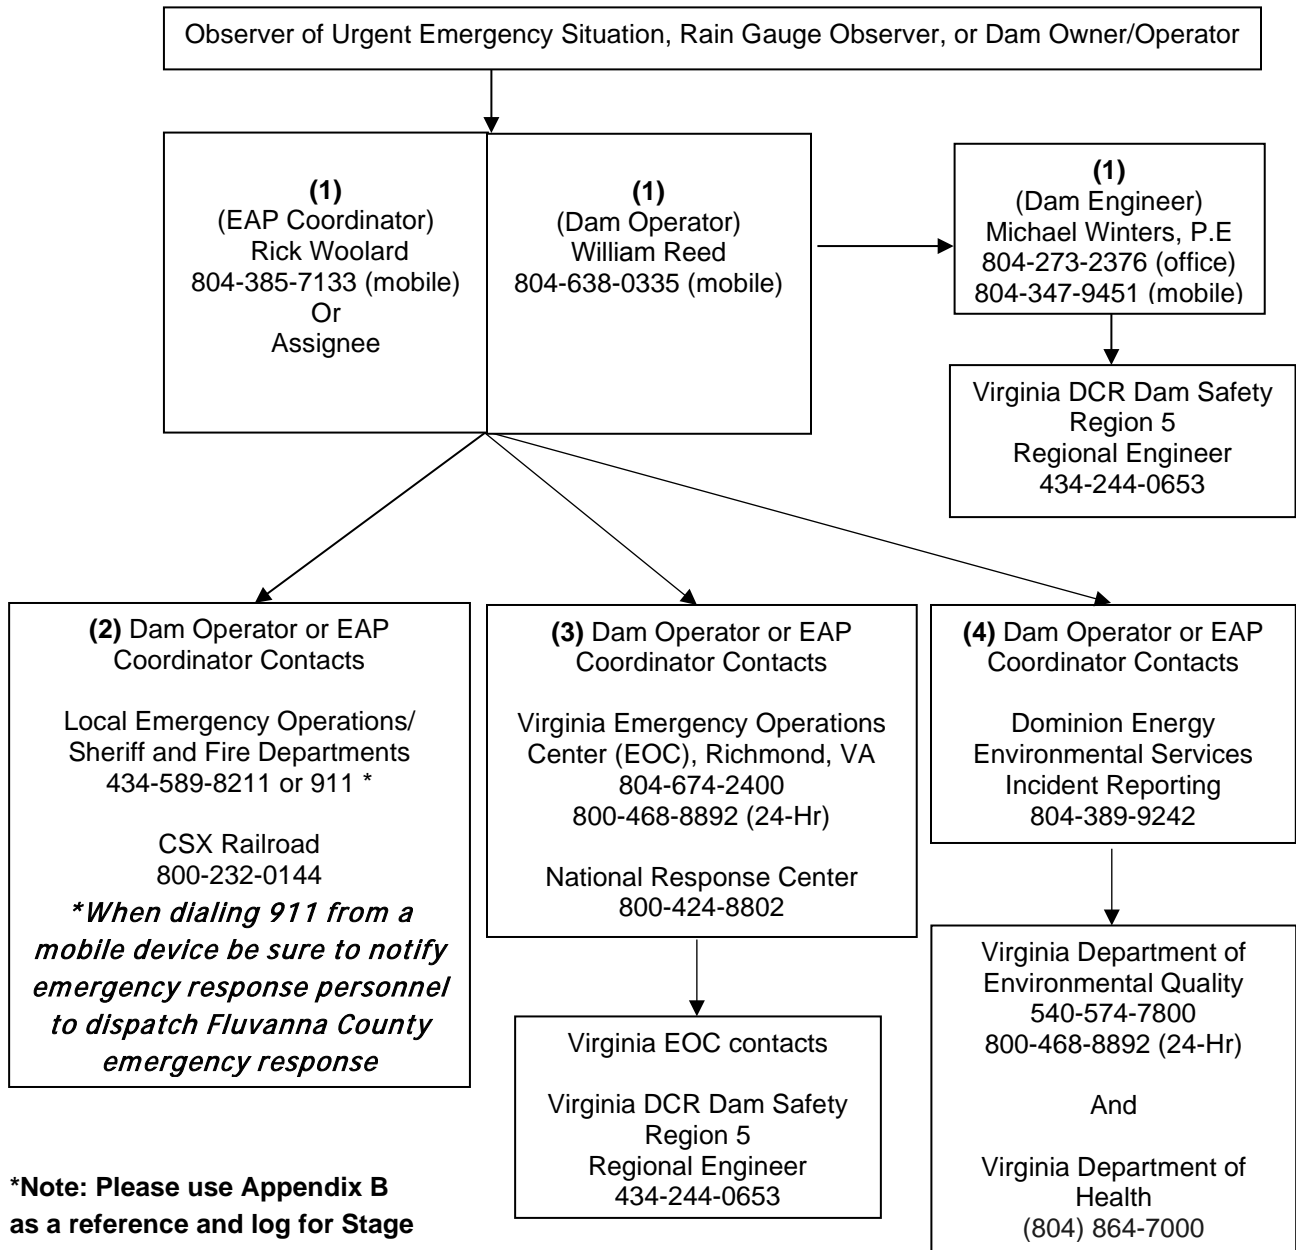 Observer of Urgent Emergency Situation, Rain Gauge Observer, or Dam Owner/Operator
(1)
(EAP Coordinator)
Rick Woolard
804-385-7133 (mobile)
Or
Assignee
(1)
(Dam Operator)
William Reed
804-638-0335 (mobile)
(1)
(Dam Engineer)
Michael Winters, P.E
804-273-2376 (office)
804-347-9451 (mobile)
Virginia DCR Dam Safety
Region 5
Regional Engineer
434-244-0653
(2) Dam Operator or EAP
Coordinator Contacts
Local Emergency Operations/
Sheriff and Fire Departments
434-589-8211 or 911 *
CSX Railroad
800-232-0144
*When dialing 911 from a
mobile device be sure to notify
emergency response personnel
to dispatch Fluvanna County
emergency response
(3) Dam Operator or EAP
Coordinator Contacts
Virginia Emergency Operations
Center (EOC), Richmond, VA
804-674-2400
800-468-8892 (24-Hr)
National Response Center
800-424-8802
Virginia EOC contacts
Virginia DCR Dam Safety
Region 5
Regional Engineer
434-244-0653
(4) Dam Operator or EAP
Coordinator Contacts
Dominion Energy
Environmental Services
Incident Reporting
804-389-9242
Virginia Department of
Environmental Quality
540-574-7800
800-468-8892 (24-Hr)
And
Virginia Department of
Health
(804) 864-7000
*Note: Please use Appendix B
as a reference and log for Stage